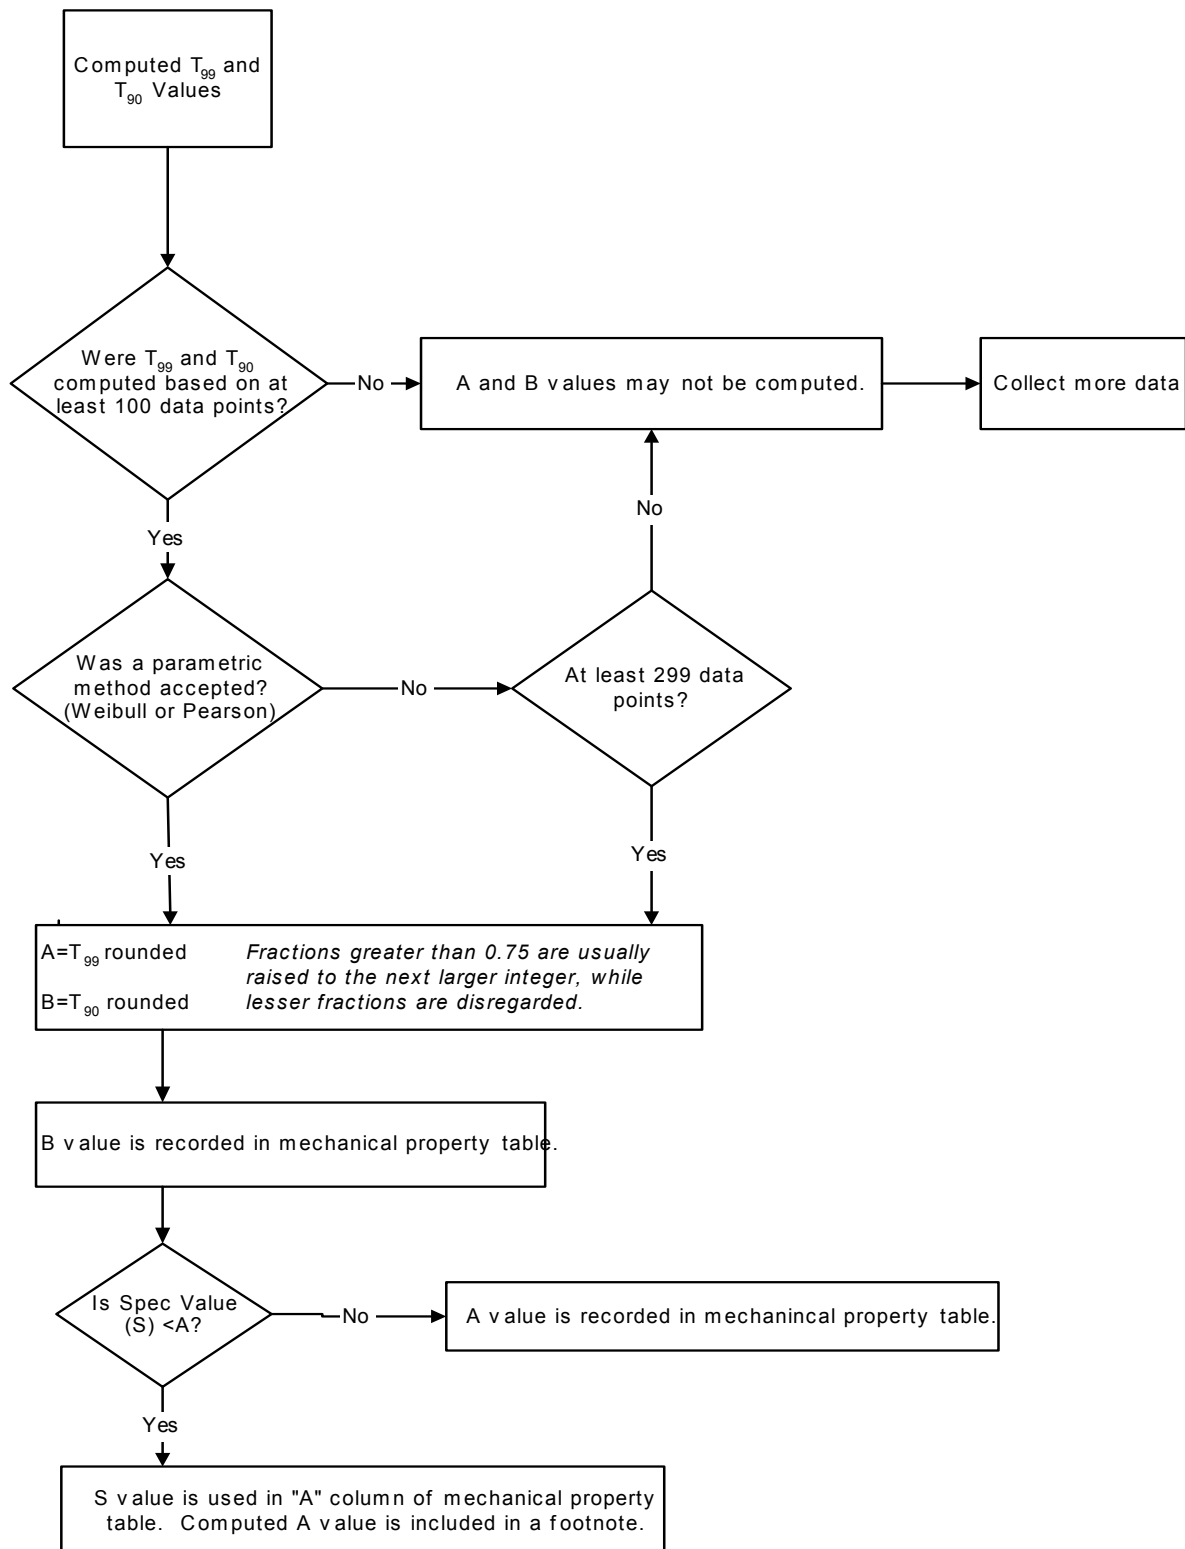 Computed T99 and
T90 Values
Were T99 and T90
computed based on at
least 100 data points?
No
A and B values may not be computed.
Collect more data
Yes
No
Was a parametric
method accepted?
(Weibull or Pearson)
No
At least 299 data
points?
Yes
Yes
A=T99 rounded
B=T90 rounded
Fractions greater than 0.75 are usually
raised to the next larger integer, while
lesser fractions are disregarded.
B value is recorded in mechanical property table.
Is Spec Value
(S) <A?
No
A value is recorded in mechanincal property table.
Yes
S value is used in "A" column of mechanical property
table. Computed A value is included in a footnote.